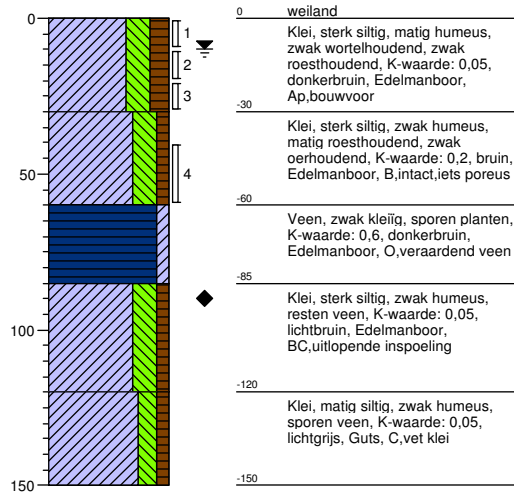 0
50
100
150
1
2
3
4
0
weiland
Klei, sterk siltig, matig humeus,
zwak wortelhoudend, zwak
roesthoudend, K-waarde: 0,05,
donkerbruin, Edelmanboor,
Ap,bouwvoor
-30
Klei, sterk siltig, zwak humeus,
matig roesthoudend, zwak
oerhoudend, K-waarde: 0,2, bruin,
Edelmanboor, B,intact,iets poreus
-60
Veen, zwak kleiïg, sporen planten,
K-waarde: 0,6, donkerbruin,
Edelmanboor, O,veraardend veen
-85
Klei, sterk siltig, zwak humeus,
resten veen, K-waarde: 0,05,
lichtbruin, Edelmanboor,
BC,uitlopende inspoeling
-120
Klei, matig siltig, zwak humeus,
sporen veen, K-waarde: 0,05,
lichtgrijs, Guts, C,vet klei
-150